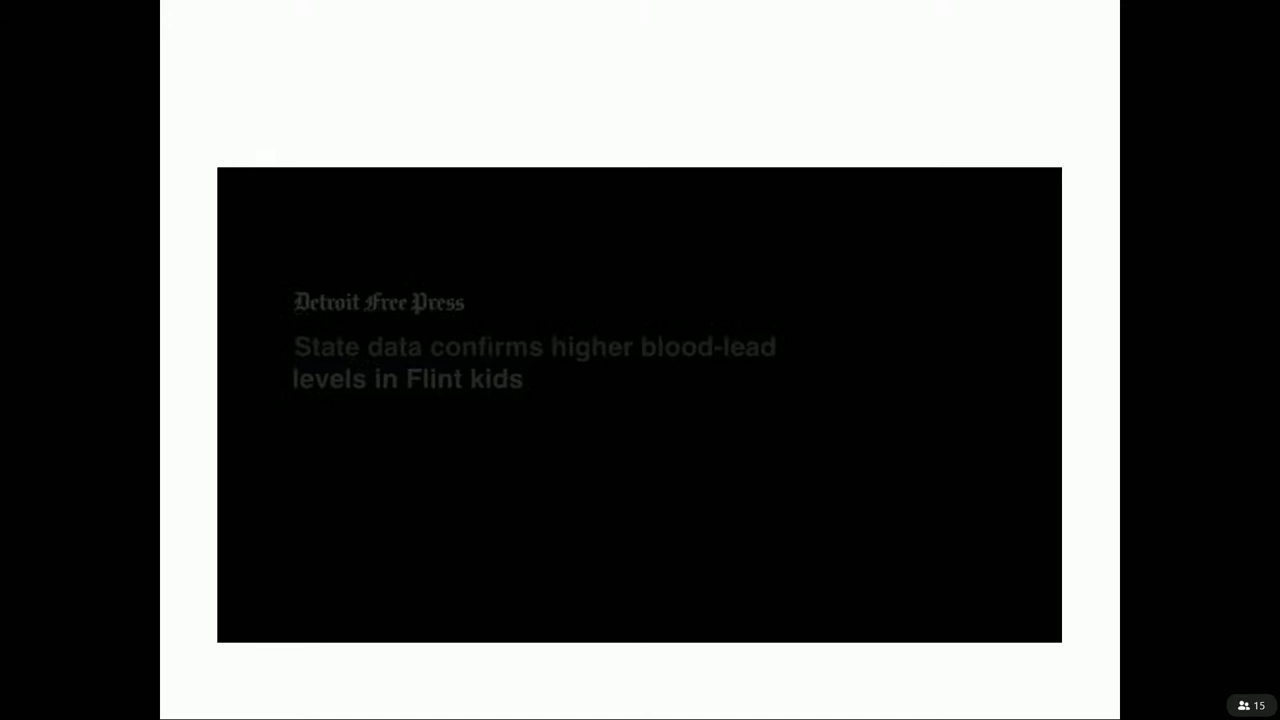 Detroit Free Press
State data confirms higher blood-lead
levels in Flint kids
15